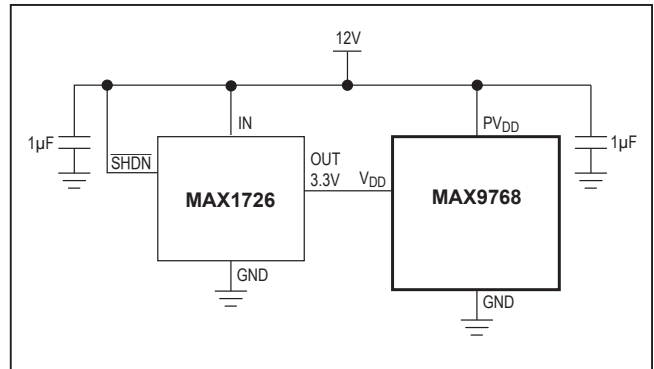 12V
1µF
SHDN
IN
MAX1726
OUT
3.3V
VDD
PVDD
MAX9768
1µF
GND
GND